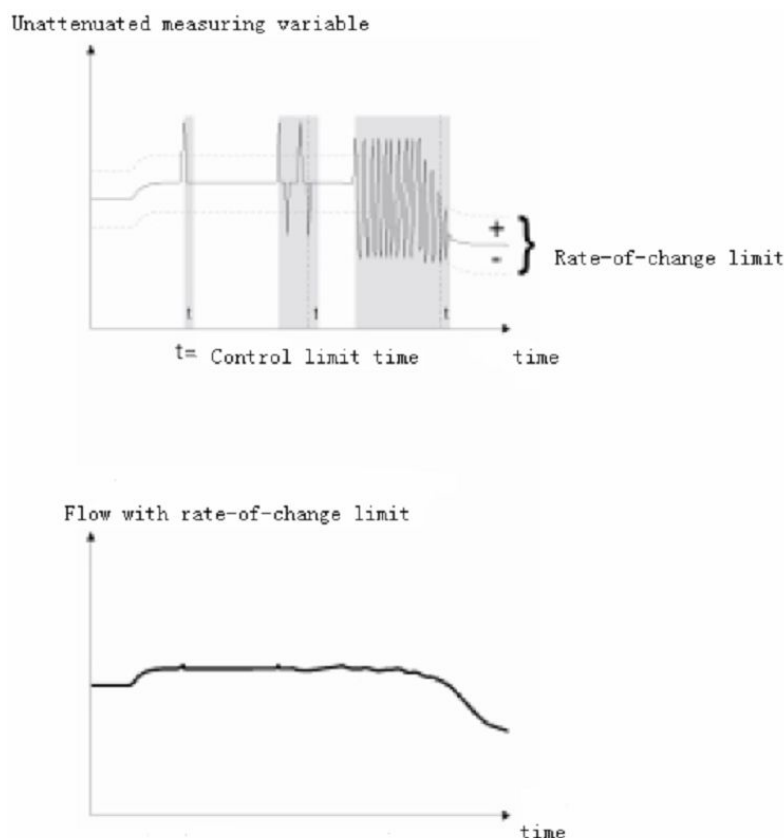 Unattenuated measuring variable
+
-
Rate-of-change limit
t t t
t= Control limit time
time
Flow with rate-of-change limit
time